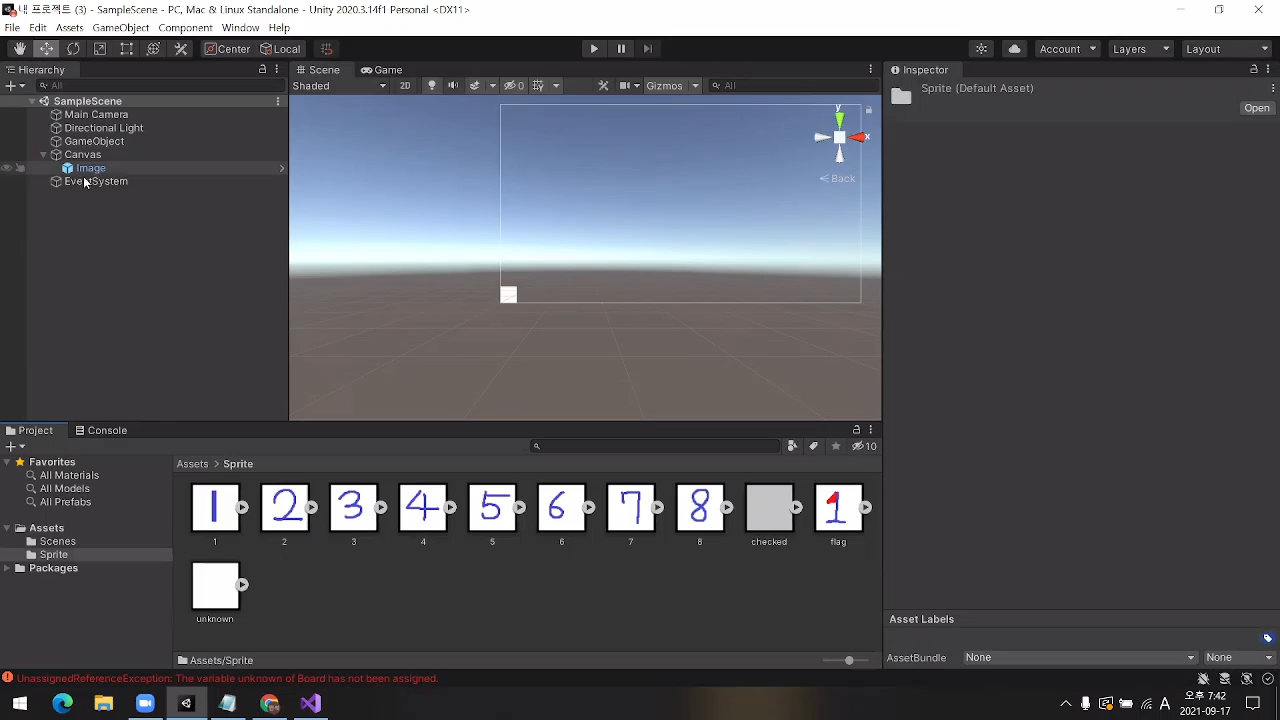 내 프로젝트 (4) - SampleScene - PC, Mac & Linux Standalone - Unity 2020.3.14f1 Personal <DX11>
File Edit Assets GameObject Component Window Help
Center Local
Account Layers Layout
Hierarchy
All
SampleScene
Main Camera
Directional Light
GameObject
Canvas
Image
EventSystem
Scene Game
Shaded 2D 0 Gizmos All
y
x
Back
Inspector
Sprite (Default Asset)
Open
Project Console
10
Favorites
All Materials
All Models
All Prefabs
Assets
Scenes
Sprite
Packages
Assets > Sprite
1 2 3 4 5 6 7 8 1
1 2 3 4 5 6 7 8 checked flag
unknown
Assets/Sprite
Asset Labels
AssetBundle None None
UnassignedReferenceException: The variable unknown of Board has not been assigned.
A
오후 7:42
2021-09-17